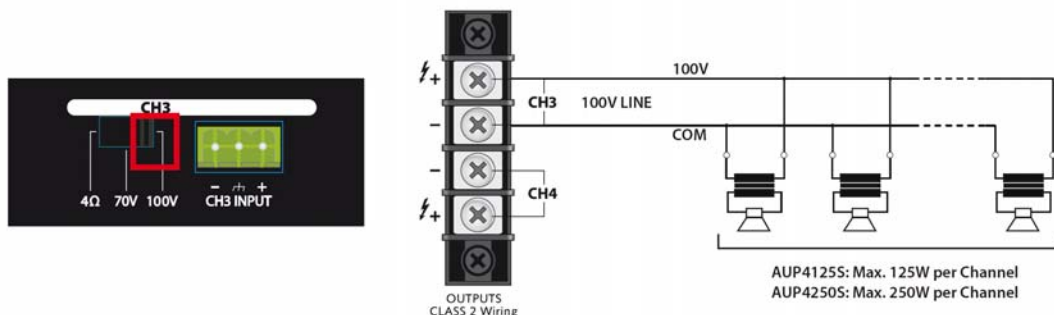 CH3
4Ω 70V 100V
− +
CH3 INPUT
+
−
−
+
CH3
CH4
100V
100V LINE
COM
OUTPUTS
CLASS 2 Wiring
AUP4125S: Max. 125W per Channel
AUP4250S: Max. 250W per Channel